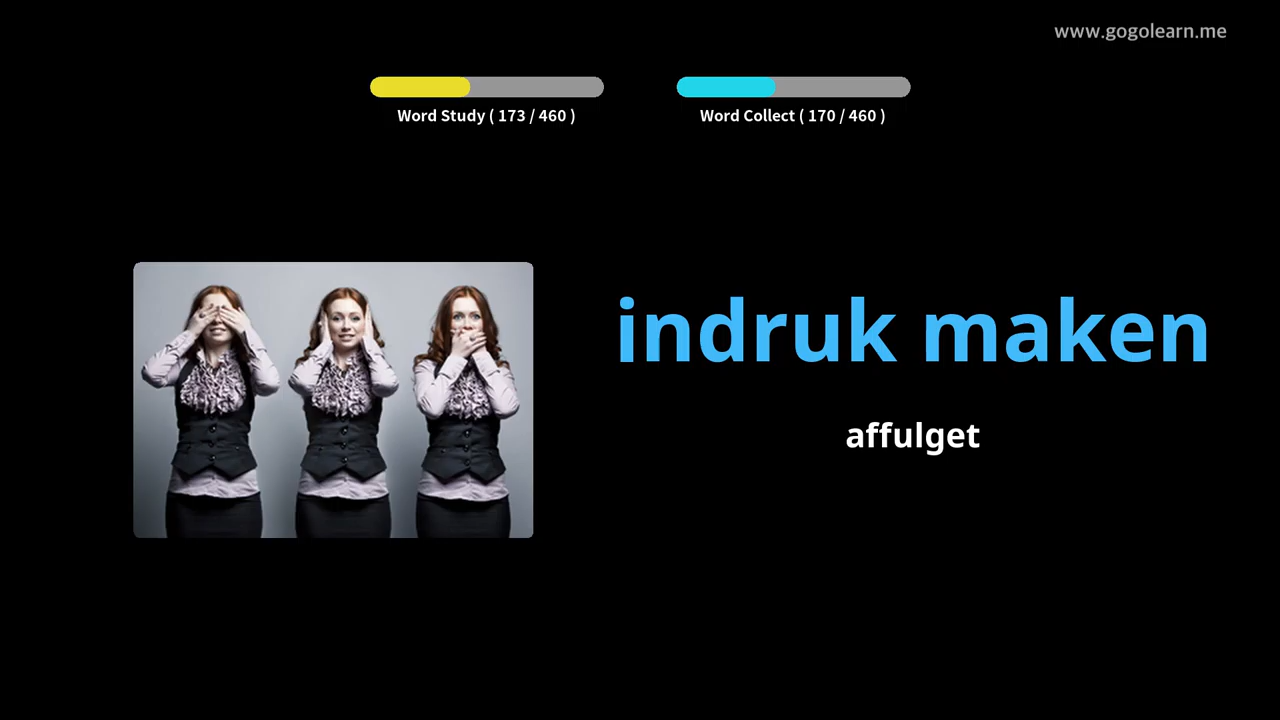 www.gogolearn.me
Word Study ( 173 / 460 )
Word Collect ( 170 / 460 )
indruk maken
affulget